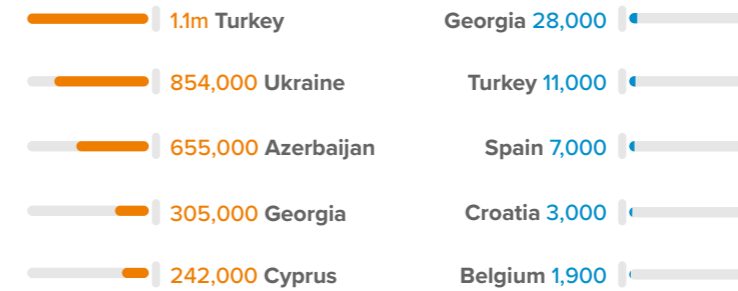 1.1m Turkey
854,000 Ukraine
655,000 Azerbaijan
305,000 Georgia
242,000 Cyprus
Georgia 28,000
Turkey 11,000
Spain 7,000
Croatia 3,000
Belgium 1,900